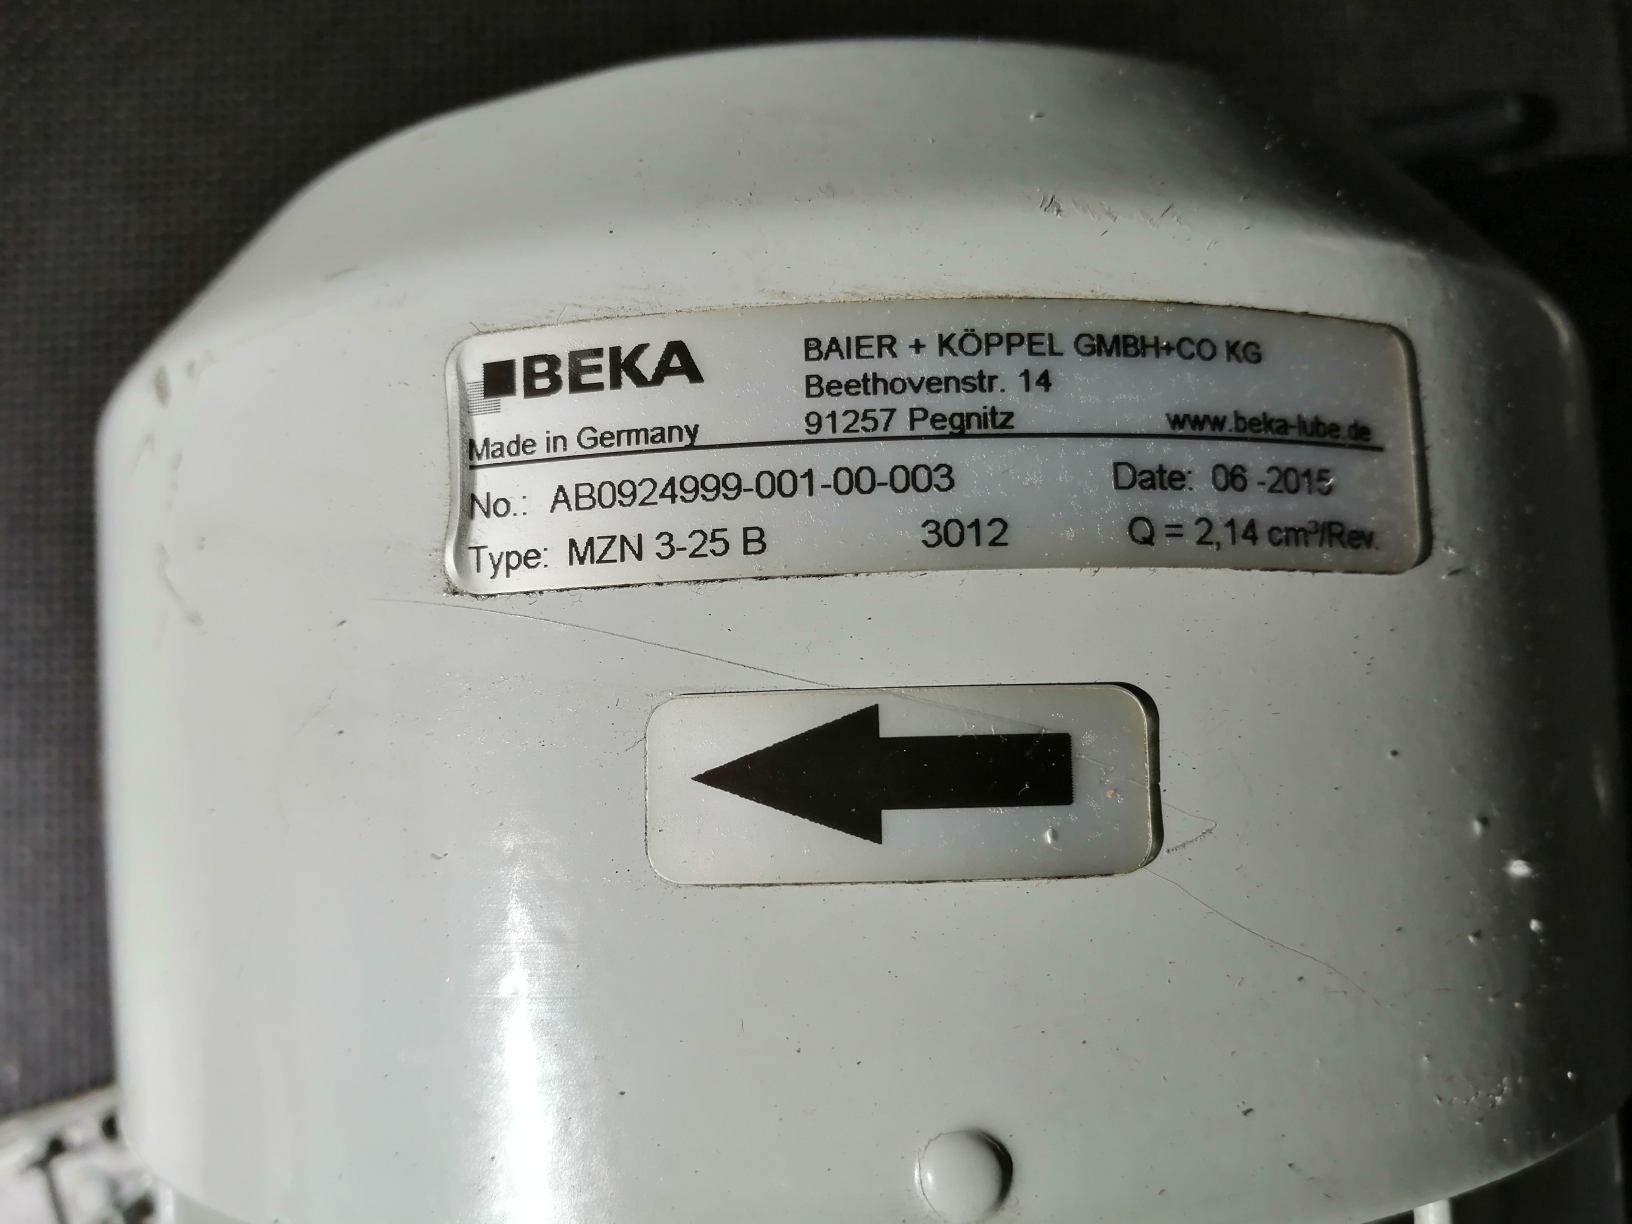 BEKA
BAIER + KÖPPEL GMBH+CO KG
Beethovenstr. 14
Made in Germany
91257 Pegnitz
www.beka-lube.de
No.: AB0924999-001-00-003 Date: 06 -2015
Type: MZN 3-25 B 3012 Q = 2,14 cm³/Rev.